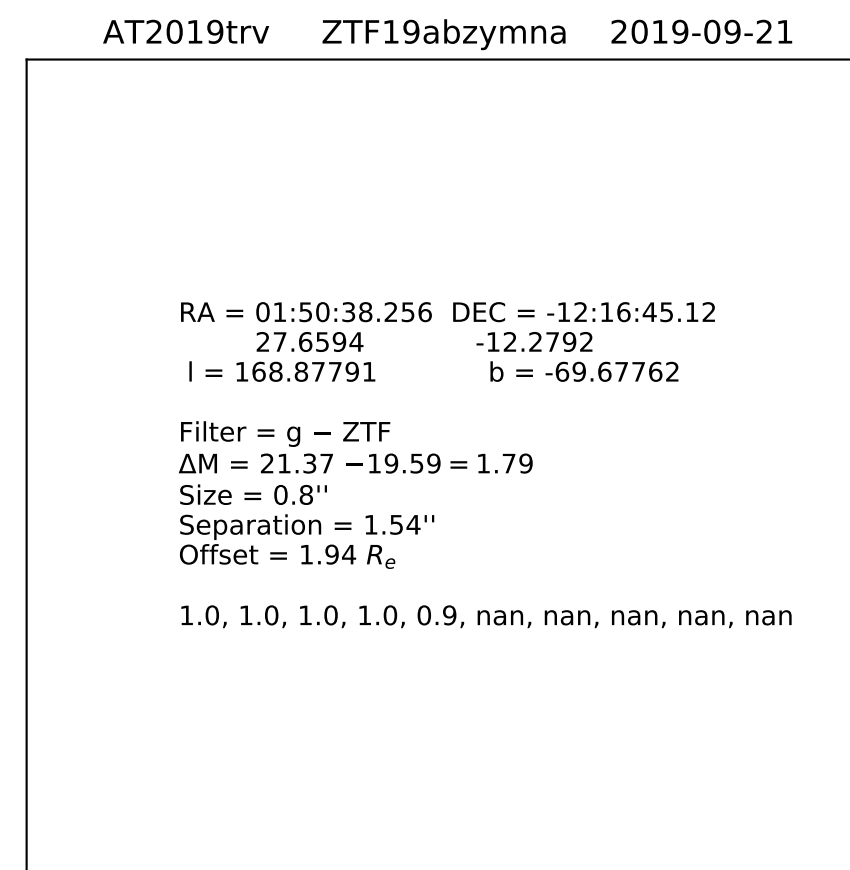 AT2019trv ZTF19abzymna 2019-09-21
RA = 01:50:38.256 DEC = -12:16:45.12
27.6594 -12.2792
l = 168.87791 b = -69.67762
Filter = g − ZTF
ΔM = 21.37 −19.59 = 1.79
Size = 0.8''
Separation = 1.54''
Offset = 1.94 Re
1.0, 1.0, 1.0, 1.0, 0.9, nan, nan, nan, nan, nan